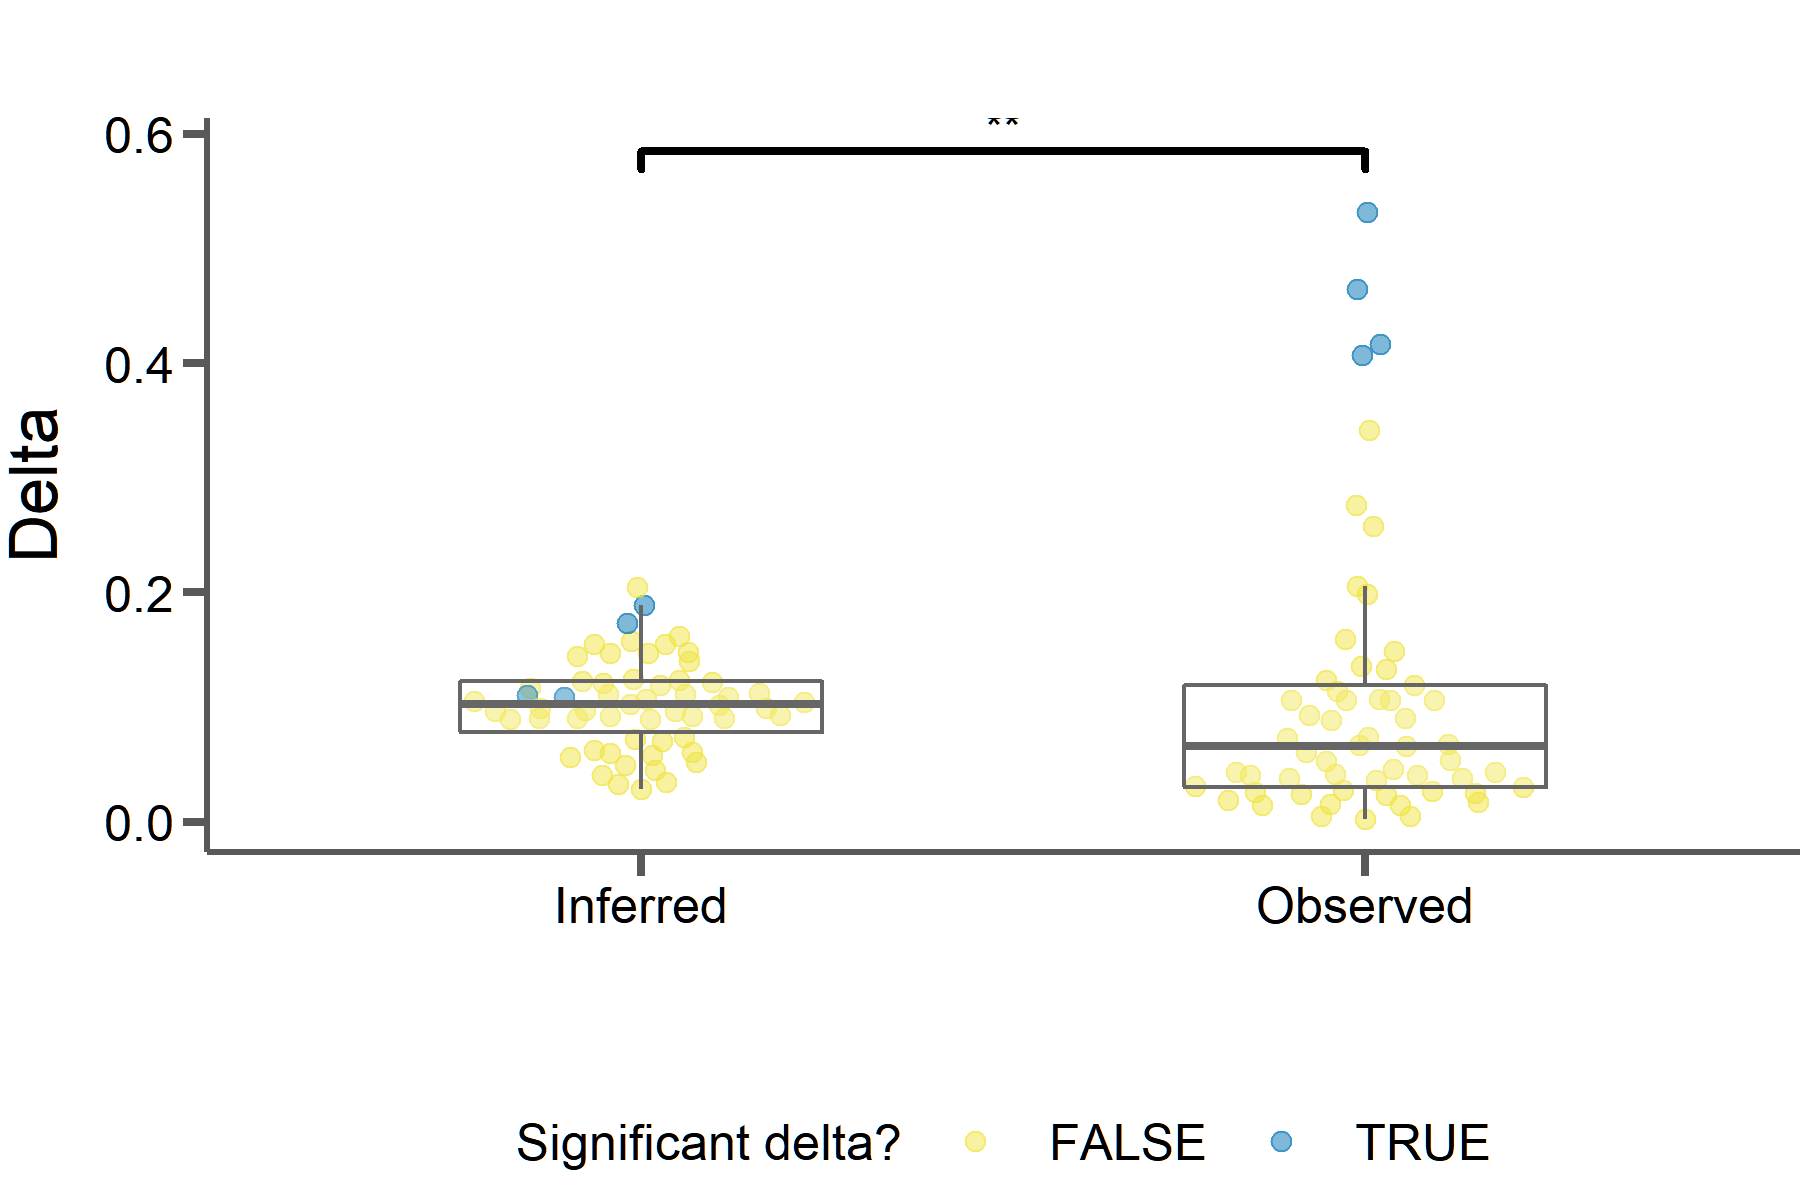 **
0.6
0.4
0.2
0.0
Delta
Inferred
Observed
Significant delta?
FALSE
TRUE